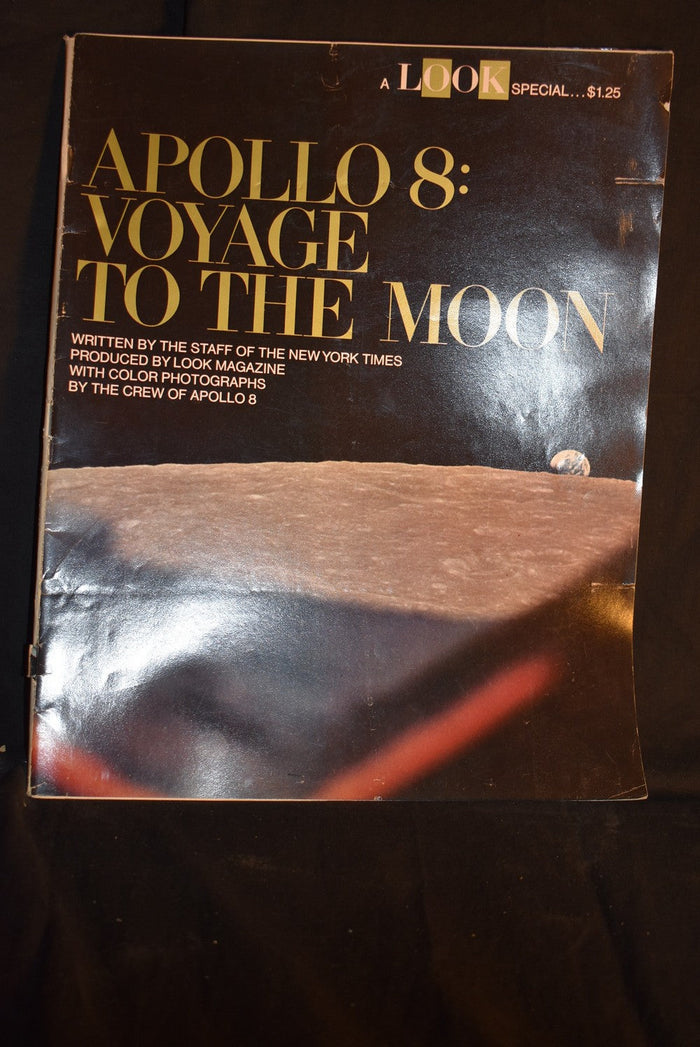 A LOOK SPECIAL...$1.25
APOLLO 8:
VOYAGE
TO THE MOON
WRITTEN BY THE STAFF OF THE NEW YORK TIMES
PRODUCED BY LOOK MAGAZINE
WITH COLOR PHOTOGRAPHS
BY THE CREW OF APOLLO 8